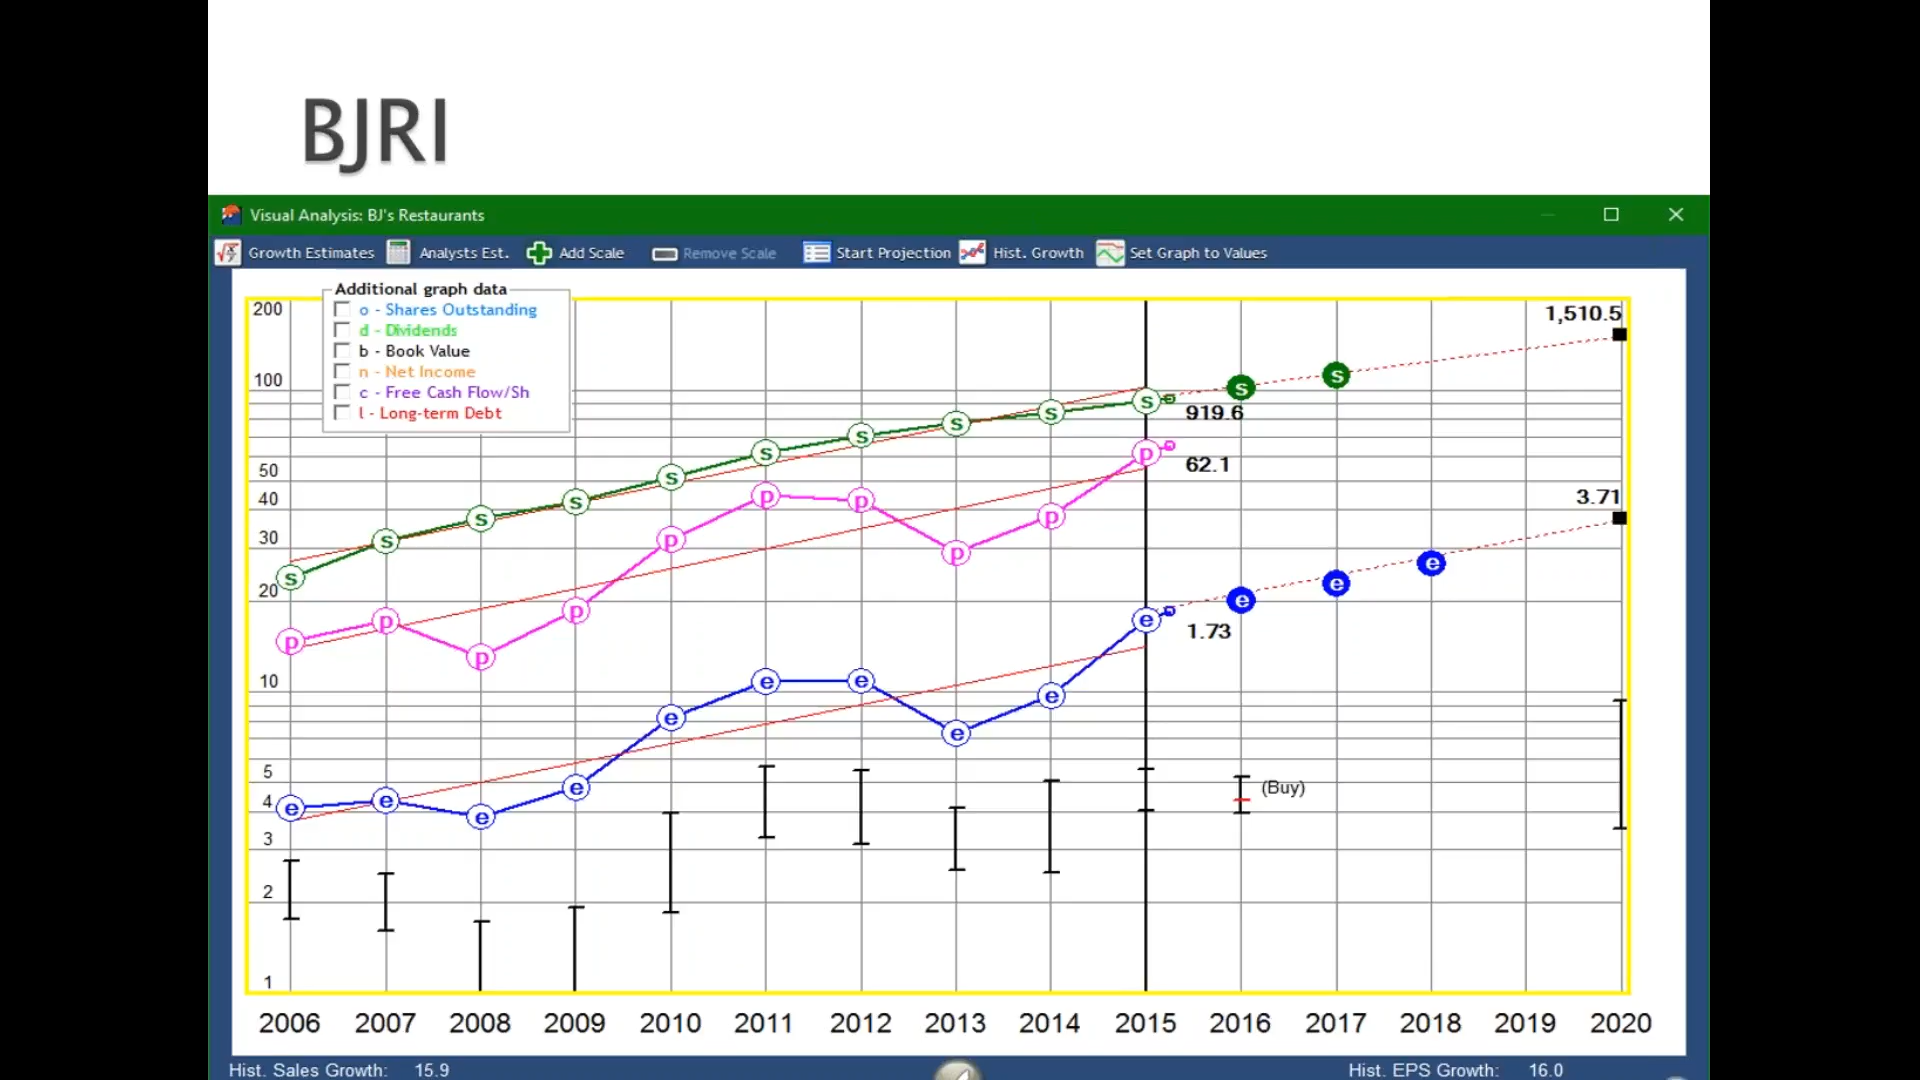 BJRI
Visual Analysis: BJ's Restaurants
Growth Estimates Analysts Est. Add Scale Remove Scale Start Projection Hist. Growth Set Graph to Values
Additional graph data
o - Shares Outstanding
d - Dividends
b - Book Value
n - Net Income
c - Free Cash Flow/Sh
l - Long-term Debt
200
100
50
40
30
20
10
5
4
3
2
1
s s s s s s s s s s s s
p p p p p p p p p p
e e e e e e e e e e e e e
1,510.5
919.6
62.1
3.71
1.73
(Buy)
2006 2007 2008 2009 2010 2011 2012 2013 2014 2015 2016 2017 2018 2019 2020
Hist. Sales Growth: 15.9 Hist. EPS Growth: 16.0